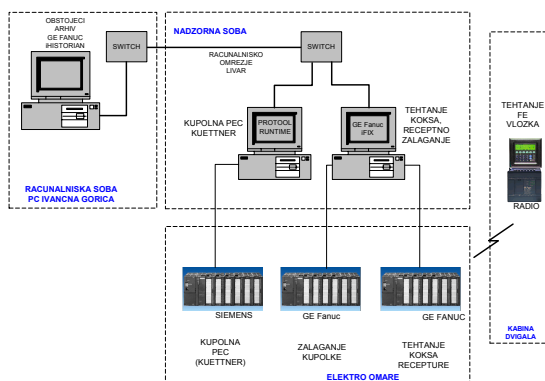 OBSTOJECI
ARHIV
GE FANUC
iHISTORIAN
SWITCH
RACUNALNISKA SOBA
PC IVANCNA GORICA
NADZORNA SOBA
RACUNALNISKO
OMREZJE
LIVAR
SWITCH
KUPOLNA PEC
KUETTNER
PROTOOL
RUNTIME
GE Fanuc
iFIX
TEHTANJE
KOKSA,
RECEPTNO
ZALAGANJE
TEHTANJE
FE
VLOZKA
RADIO
KABINA
DVIGALA
SIEMENS
GE Fanuc
GE FANUC
KUPOLNA
PEC
(KUETTNER)
ZALAGANJE
KUPOLKE
TEHTANJE
KOKSA
RECEPTURE
ELEKTRO OMARE